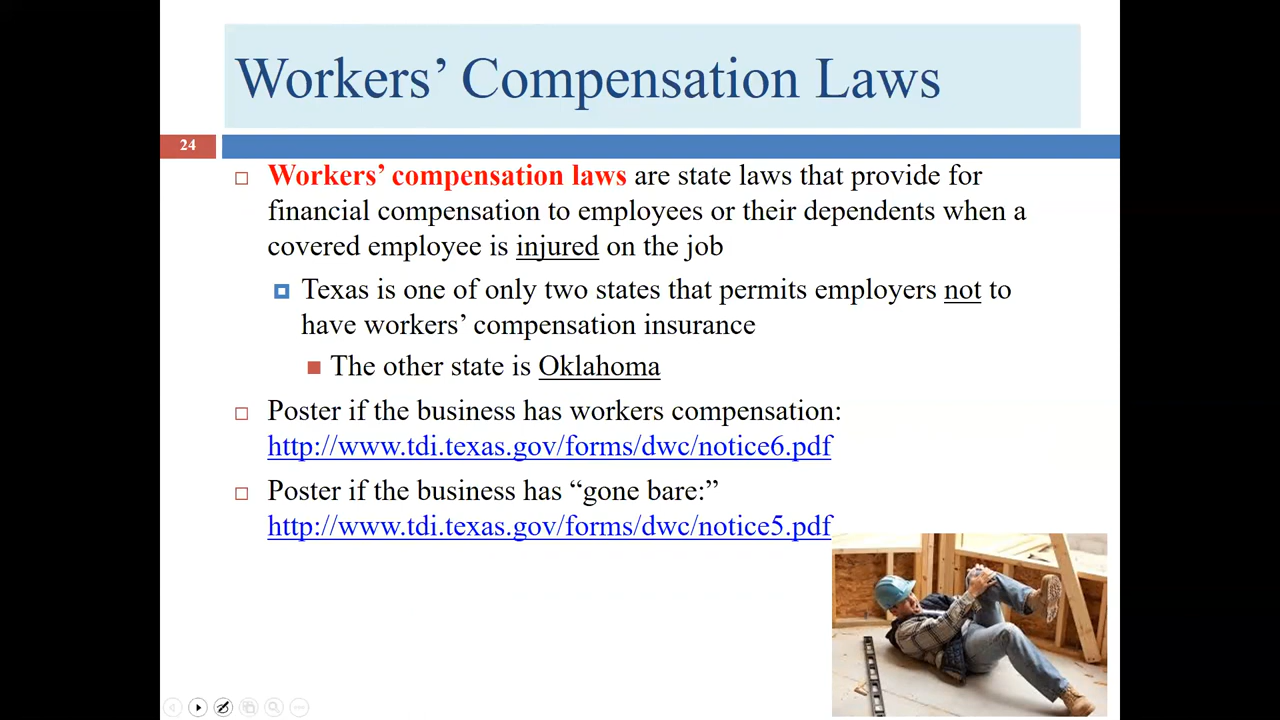 Workers’ Compensation Laws
24
Workers’ compensation laws are state laws that provide for
financial compensation to employees or their dependents when a
covered employee is injured on the job
Texas is one of only two states that permits employers not to
have workers’ compensation insurance
The other state is Oklahoma
Poster if the business has workers compensation:
http://www.tdi.texas.gov/forms/dwc/notice6.pdf
Poster if the business has “gone bare:”
http://www.tdi.texas.gov/forms/dwc/notice5.pdf